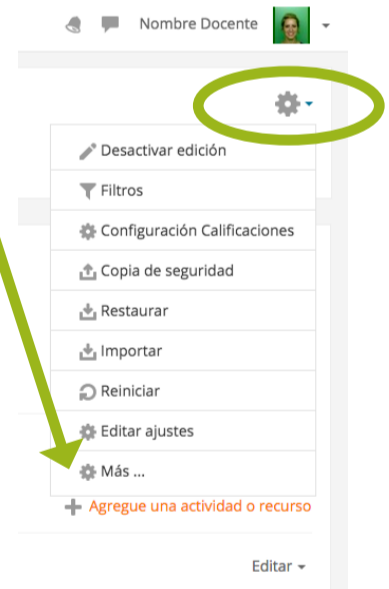 Nombre Docente
Desactivar edición
Filtros
Configuración Calificaciones
Copia de seguridad
Restaurar
Importar
Reiniciar
Editar ajustes
Más ...
Agregue una actividad o recurso
Editar